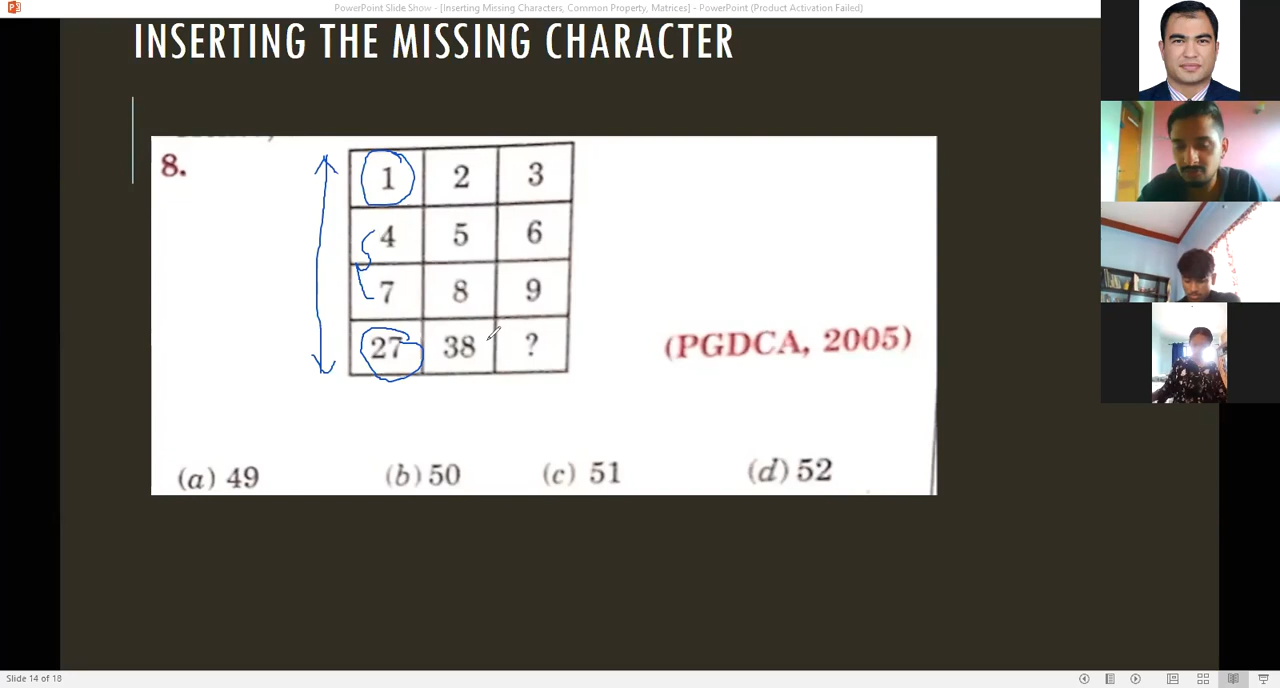 PowerPoint Slide Show - [Inserting Missing Characters, Common Property, Matrices] - PowerPoint (Product Activation Failed)
INSERTING THE MISSING CHARACTER
8.
1 2 3
4 5 6
7 8 9
27 38 ?
(PGDCA, 2005)
(a) 49 (b) 50 (c) 51 (d) 52
Slide 14 of 18